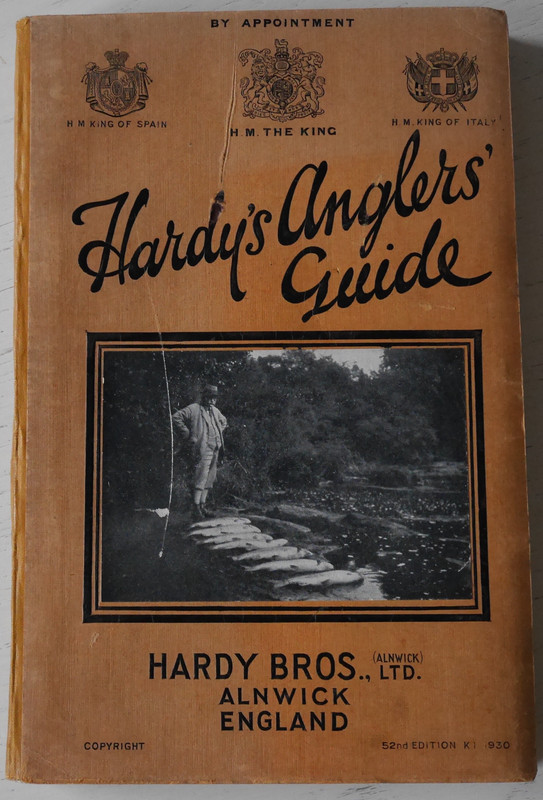 BY APPOINTMENT
H.M. KING OF SPAIN
H.M. THE KING
H.M. KING OF ITALY
Hardy's Anglers'
Guide
HARDY BROS., (ALNWICK) LTD.
ALNWICK
ENGLAND
COPYRIGHT
52nd EDITION K1 930